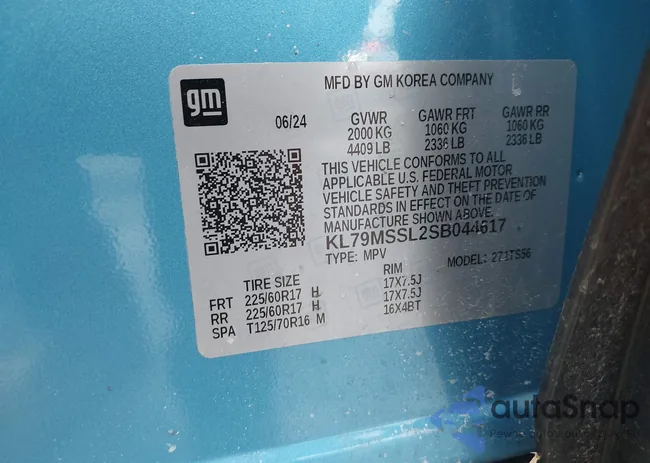 gm
MFD BY GM KOREA COMPANY
06/24
GVWR GAWR FRT GAWR RR
2000 KG 1060 KG 1060 KG
4409 LB 2336 LB 2336 LB
THIS VEHICLE CONFORMS TO ALL
APPLICABLE U.S. FEDERAL MOTOR
VEHICLE SAFETY AND THEFT PREVENTION
STANDARDS IN EFFECT ON THE DATE OF
MANUFACTURE SHOWN ABOVE.
KL79MSSL2SB044617
TYPE: MPV MODEL: 271TS56
TIRE SIZE RIM
FRT 225/60R17 H 17X7.5J
RR 225/60R17 H 17X7.5J
SPA T125/70R16 M 16X4BT
autaSnap